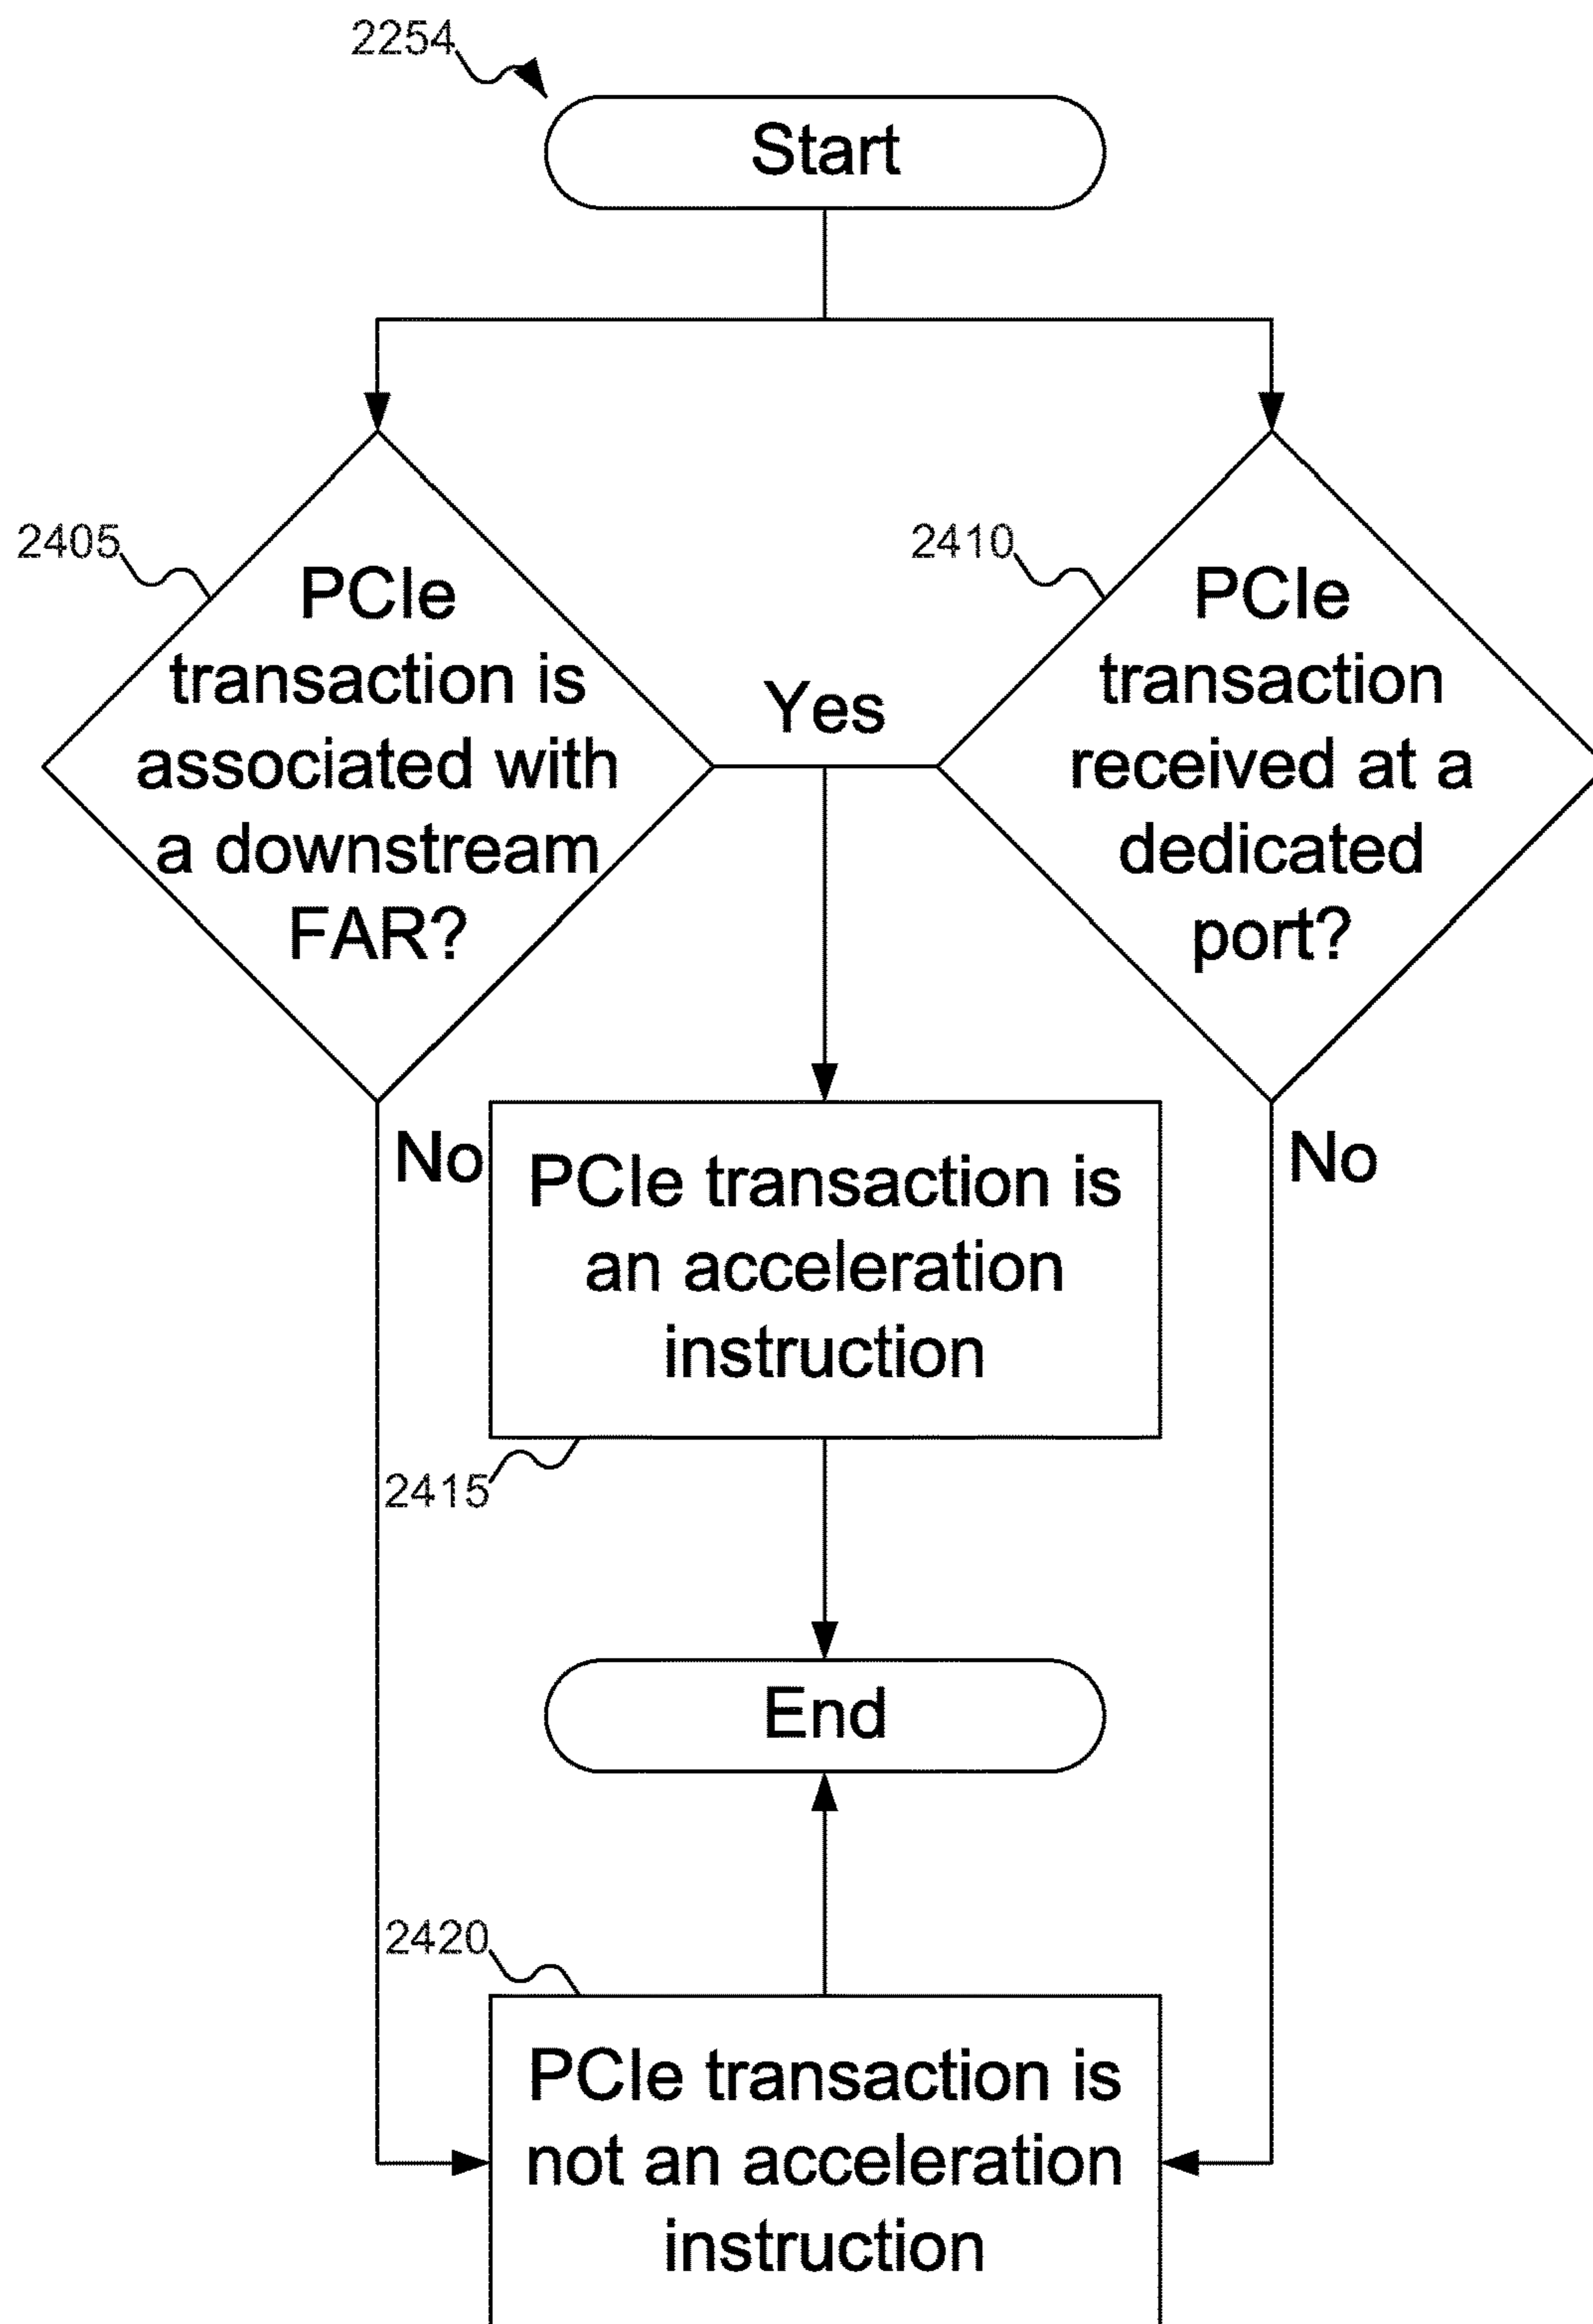 2254
Start
2405
PCIe
transaction is
associated with
a downstream
FAR?
Yes
2410
PCIe
transaction
received at a
dedicated
port?
No
PCIe transaction is
an acceleration
instruction
No
2415
End
2420
PCIe transaction is
not an acceleration
instruction